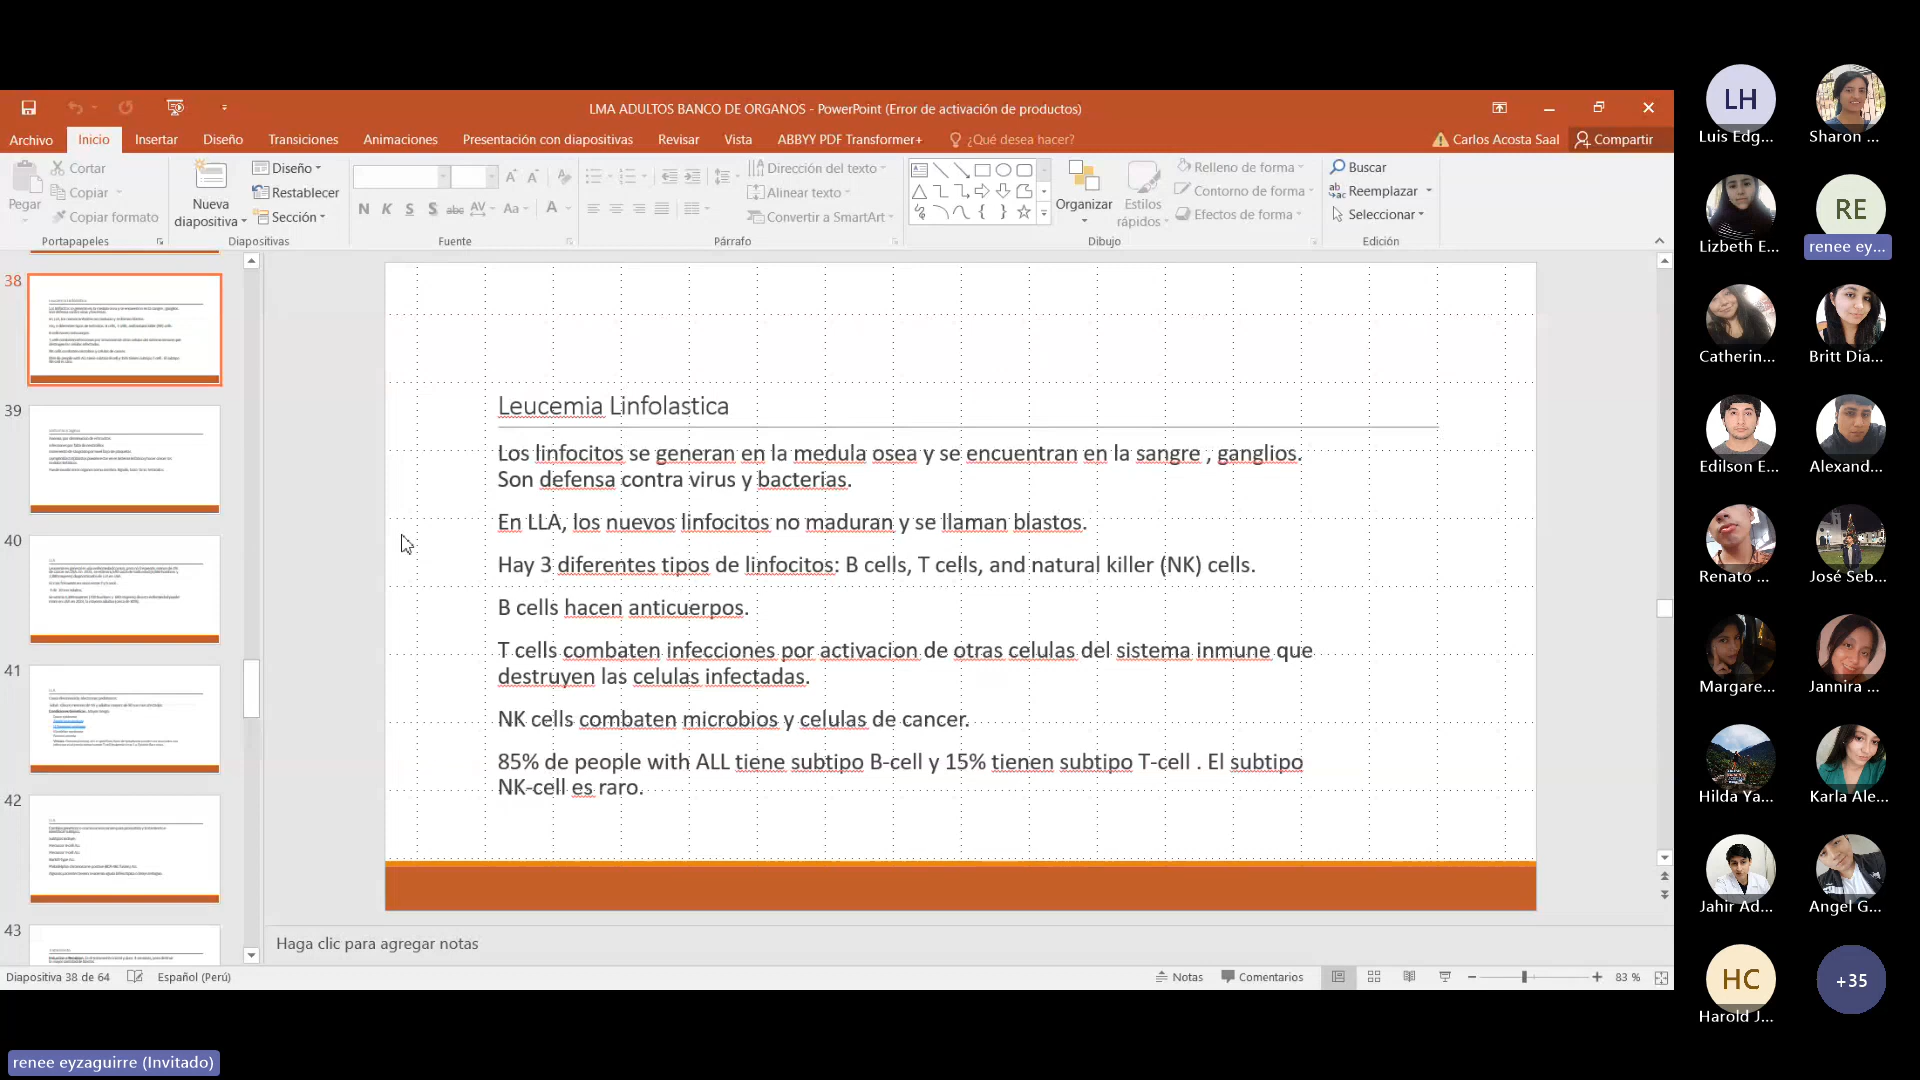 LMA ADULTOS BANCO DE ORGANOS - PowerPoint (Error de activación de productos)
Archivo Inicio Insertar Diseño Transiciones Animaciones Presentación con diapositivas Revisar Vista ABBYY PDF Transformer+ ¿Qué desea hacer? Carlos Acosta Saal Compartir
Pegar
Cortar
Copiar
Copiar formato
Portapapeles
Nueva diapositiva
Diseño
Restablecer
Sección
Diapositivas
N K S S abc AV Aa A
Fuente
Dirección del texto
Alinear texto
Convertir a SmartArt
Párrafo
Organizar
Estilos rápidos
Relleno de forma
Contorno de forma
Efectos de forma
Dibujo
Buscar
Reemplazar
Seleccionar
Edición
38
39
40
41
42
43
Leucemia Linfolastica
Los linfocitos se generan en la medula osea y se encuentran en la sangre , ganglios.
Son defensa contra virus y bacterias.
En LLA, los nuevos linfocitos no maduran y se llaman blastos.
Hay 3 diferentes tipos de linfocitos: B cells, T cells, and natural killer (NK) cells.
B cells hacen anticuerpos.
T cells combaten infecciones por activacion de otras celulas del sistema inmune que
destruyen las celulas infectadas.
NK cells combaten microbios y celulas de cancer.
85% de people with ALL tiene subtipo B-cell y 15% tienen subtipo T-cell . El subtipo
NK-cell es raro.
Haga clic para agregar notas
Diapositiva 38 de 64 Español (Perú) Notas Comentarios 83 %
LH RE
Luis Edg... Sharon ...
Lizbeth E... renee ey...
Catherin... Britt Dia...
Edilson E... Alexand...
Renato ... José Seb...
Margare... Jannira ...
Hilda Ya... Karla Ale...
Jahir Ad... Angel G...
HC +35
Harold J...
renee eyzaguirre (Invitado)